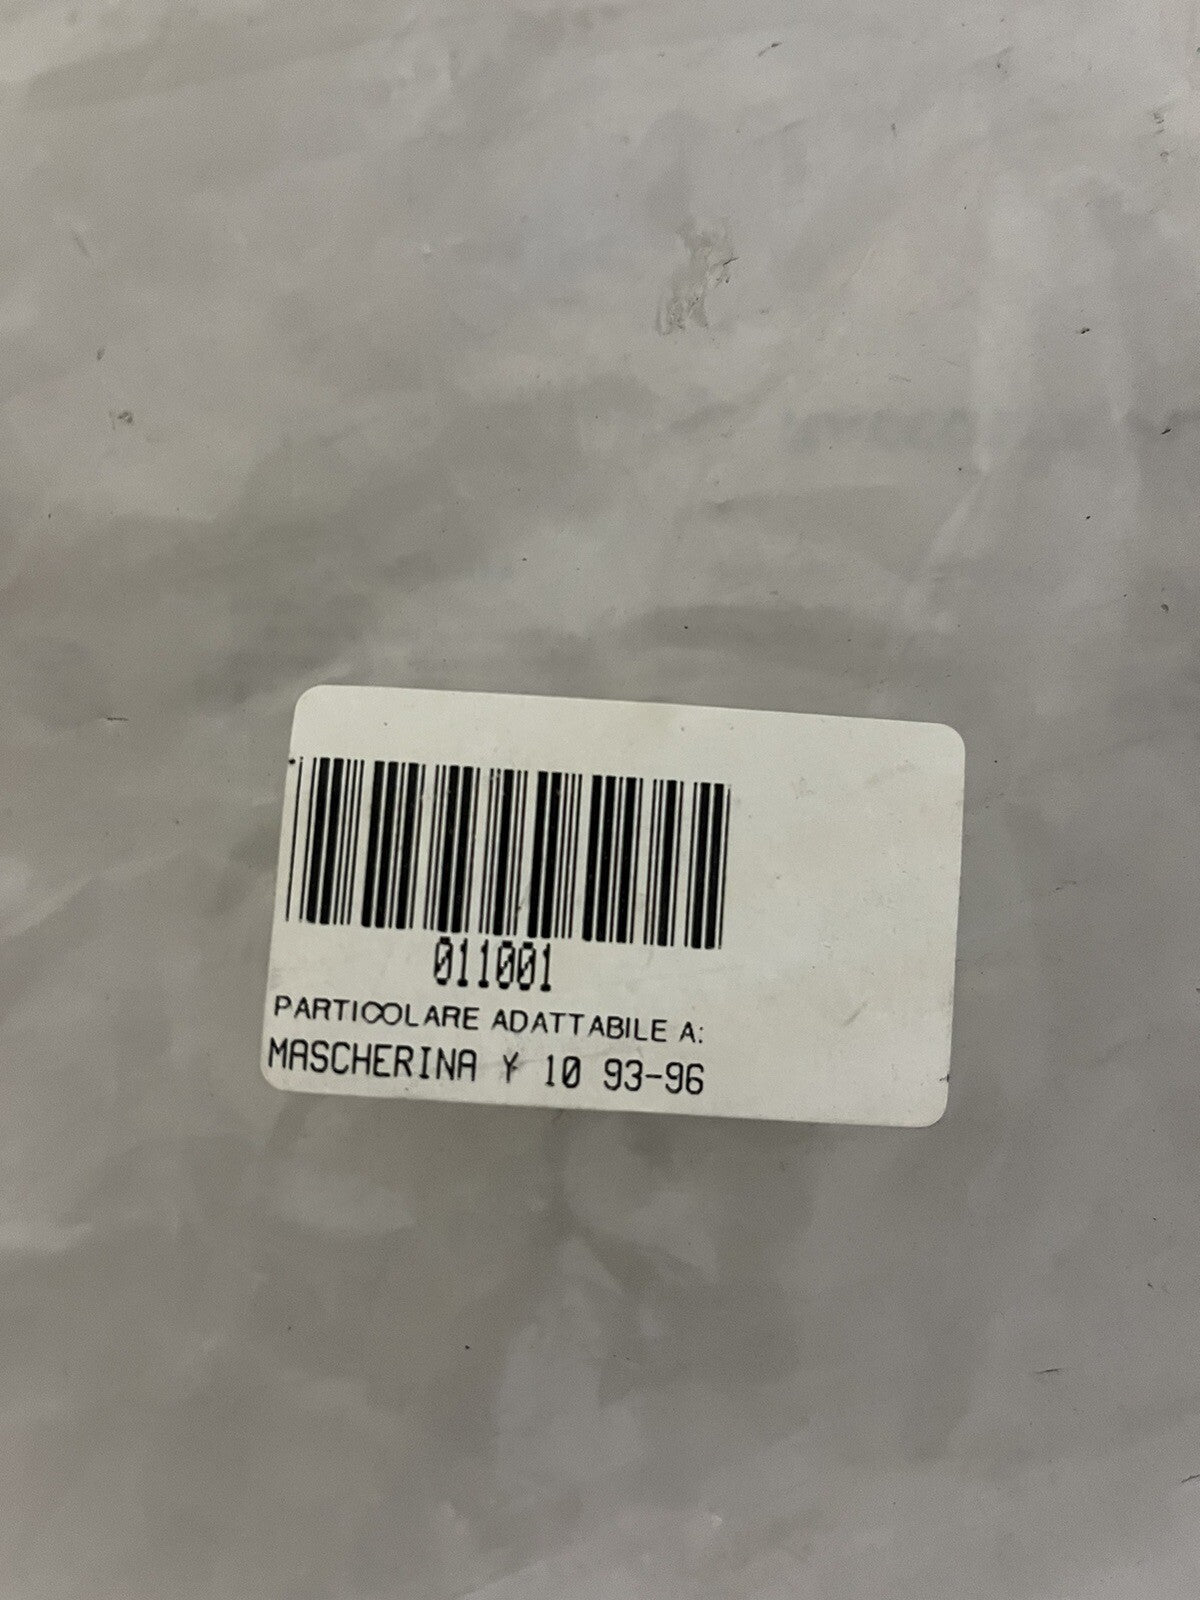 011001
PARTICOLARE ADATTABILE A:
MASCHERINA Y 10 93-96